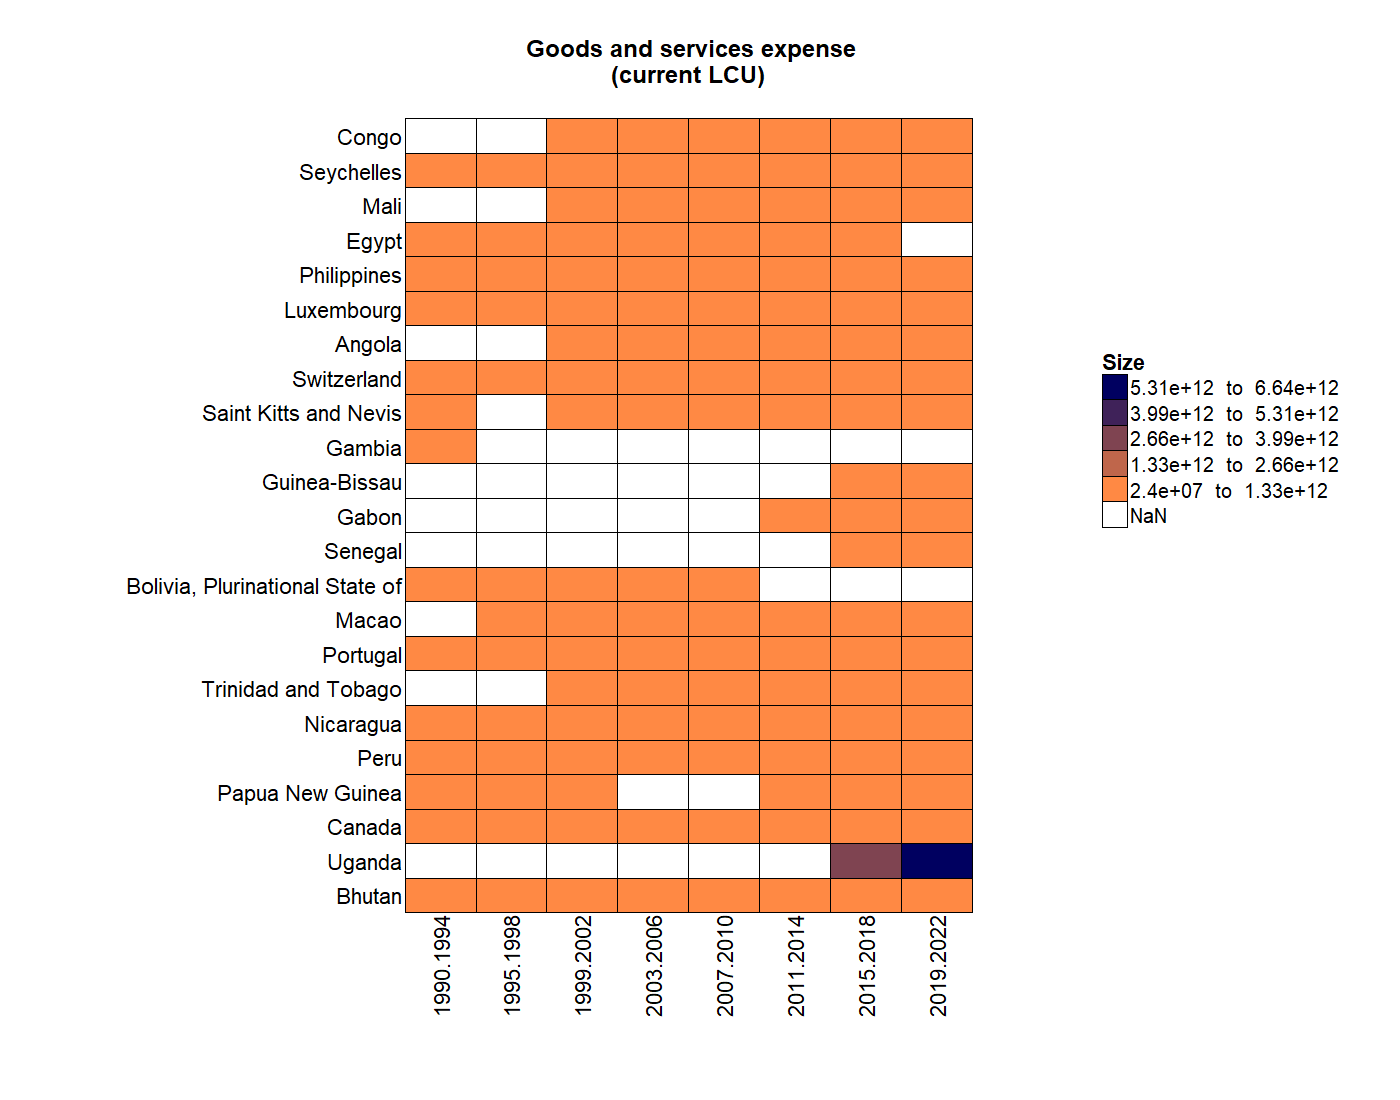 Goods and services expense
(current LCU)
Congo
Seychelles
Mali
Egypt
Philippines
Luxembourg
Angola
Switzerland
Saint Kitts and Nevis
Gambia
Guinea-Bissau
Gabon
Senegal
Bolivia, Plurinational State of
Macao
Portugal
Trinidad and Tobago
Nicaragua
Peru
Papua New Guinea
Canada
Uganda
Bhutan
1990.1994
1995.1998
1999.2002
2003.2006
2007.2010
2011.2014
2015.2018
2019.2022
Size
5.31e+12 to 6.64e+12
3.99e+12 to 5.31e+12
2.66e+12 to 3.99e+12
1.33e+12 to 2.66e+12
2.4e+07 to 1.33e+12
NaN